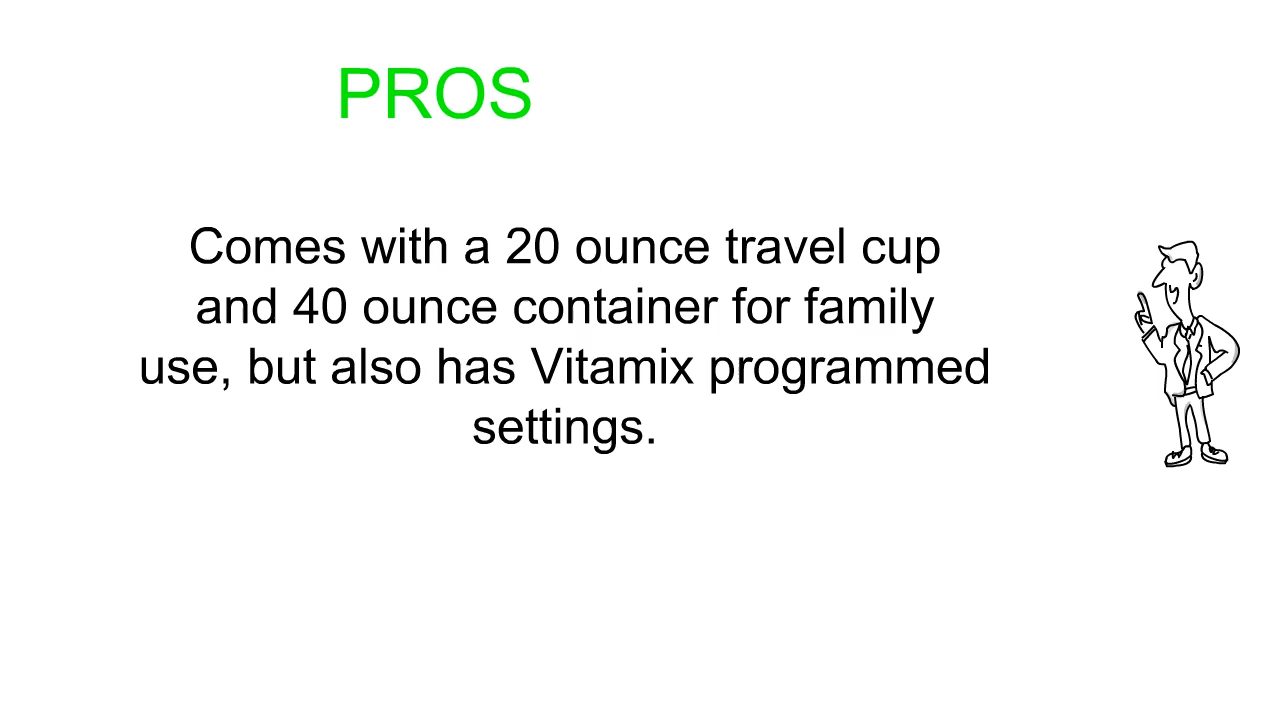 PROS
Comes with a 20 ounce travel cup
and 40 ounce container for family
use, but also has Vitamix programmed
settings.